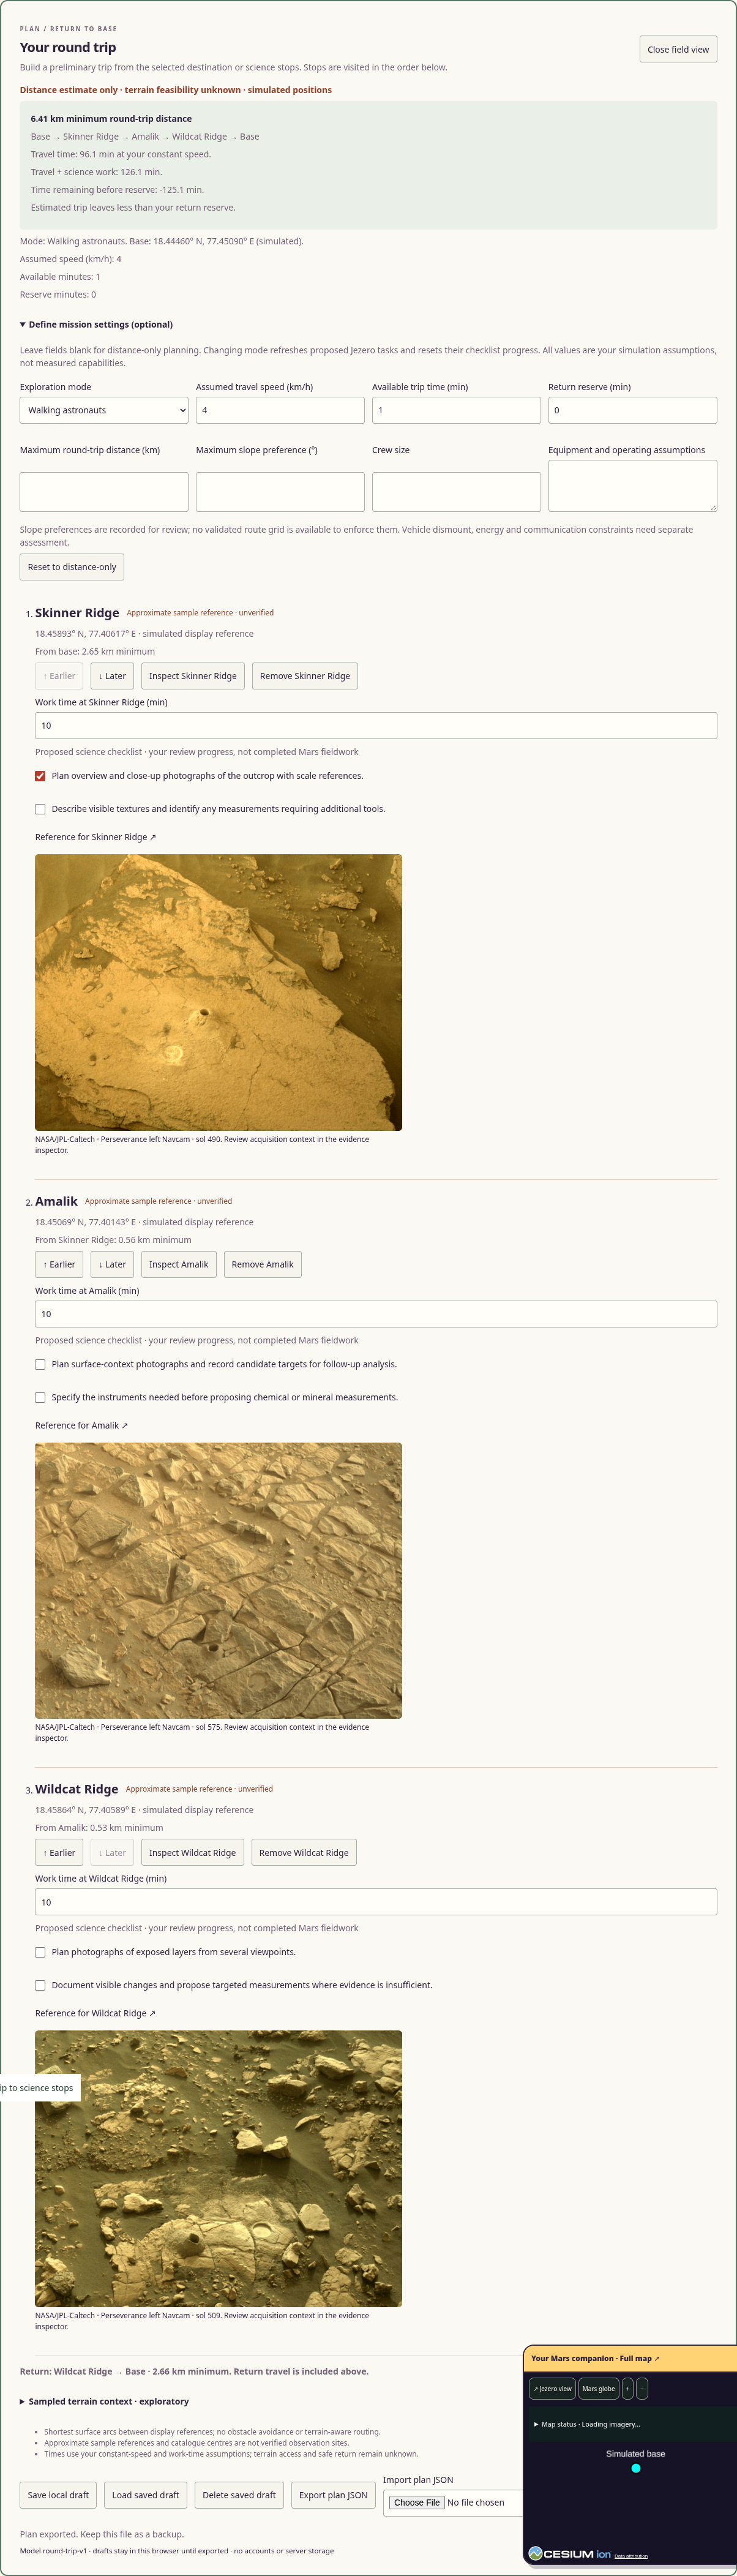 PLAN / RETURN TO BASE
Your round trip
Close field view
Build a preliminary trip from the selected destination or science stops. Stops are visited in the order below.
Distance estimate only · terrain feasibility unknown · simulated positions
6.41 km minimum round-trip distance
Base → Skinner Ridge → Amalik → Wildcat Ridge → Base
Travel time: 96.1 min at your constant speed.
Travel + science work: 126.1 min.
Time remaining before reserve: -125.1 min.
Estimated trip leaves less than your return reserve.
Mode: Walking astronauts. Base: 18.44460° N, 77.45090° E (simulated).
Assumed speed (km/h): 4
Available minutes: 1
Reserve minutes: 0
▼ Define mission settings (optional)
Leave fields blank for distance-only planning. Changing mode refreshes proposed Jezero tasks and resets their checklist progress. All values are your simulation assumptions,
not measured capabilities.
Exploration mode
Assumed travel speed (km/h)
Available trip time (min)
Return reserve (min)
Walking astronauts
4
1
0
Maximum round-trip distance (km)
Maximum slope preference (°)
Crew size
Equipment and operating assumptions
Slope preferences are recorded for review; no validated route grid is available to enforce them. Vehicle dismount, energy and communication constraints need separate
assessment.
Reset to distance-only
1. Skinner Ridge Approximate sample reference · unverified
18.45893° N, 77.40617° E · simulated display reference
From base: 2.65 km minimum
↑ Earlier
↓ Later
Inspect Skinner Ridge
Remove Skinner Ridge
Work time at Skinner Ridge (min)
10
Proposed science checklist · your review progress, not completed Mars fieldwork
Plan overview and close-up photographs of the outcrop with scale references.
Describe visible textures and identify any measurements requiring additional tools.
Reference for Skinner Ridge ↗
NASA/JPL-Caltech · Perseverance left Navcam · sol 490. Review acquisition context in the evidence
inspector.
2. Amalik Approximate sample reference · unverified
18.45069° N, 77.40143° E · simulated display reference
From Skinner Ridge: 0.56 km minimum
↑ Earlier
↓ Later
Inspect Amalik
Remove Amalik
Work time at Amalik (min)
10
Proposed science checklist · your review progress, not completed Mars fieldwork
Plan surface-context photographs and record candidate targets for follow-up analysis.
Specify the instruments needed before proposing chemical or mineral measurements.
Reference for Amalik ↗
NASA/JPL-Caltech · Perseverance left Navcam · sol 575. Review acquisition context in the evidence
inspector.
3. Wildcat Ridge Approximate sample reference · unverified
18.45864° N, 77.40589° E · simulated display reference
From Amalik: 0.53 km minimum
↑ Earlier
↓ Later
Inspect Wildcat Ridge
Remove Wildcat Ridge
Work time at Wildcat Ridge (min)
10
Proposed science checklist · your review progress, not completed Mars fieldwork
Plan photographs of exposed layers from several viewpoints.
Document visible changes and propose targeted measurements where evidence is insufficient.
Reference for Wildcat Ridge ↗
ip to science stops
NASA/JPL-Caltech · Perseverance left Navcam · sol 509. Review acquisition context in the evidence
inspector.
Your Mars companion · Full map ↗
↗ Jezero view
Mars globe
+
−
► Map status · Loading imagery...
Simulated base
CESIUM ion Data attribution
Return: Wildcat Ridge → Base · 2.66 km minimum. Return travel is included above.
► Sampled terrain context · exploratory
• Shortest surface arcs between display references; no obstacle avoidance or terrain-aware routing.
• Approximate sample references and catalogue centres are not verified observation sites.
• Times use your constant-speed and work-time assumptions; terrain access and safe return remain unknown.
Save local draft
Load saved draft
Delete saved draft
Export plan JSON
Import plan JSON
Choose File No file chosen
Plan exported. Keep this file as a backup.
Model round-trip-v1 · drafts stay in this browser until exported · no accounts or server storage